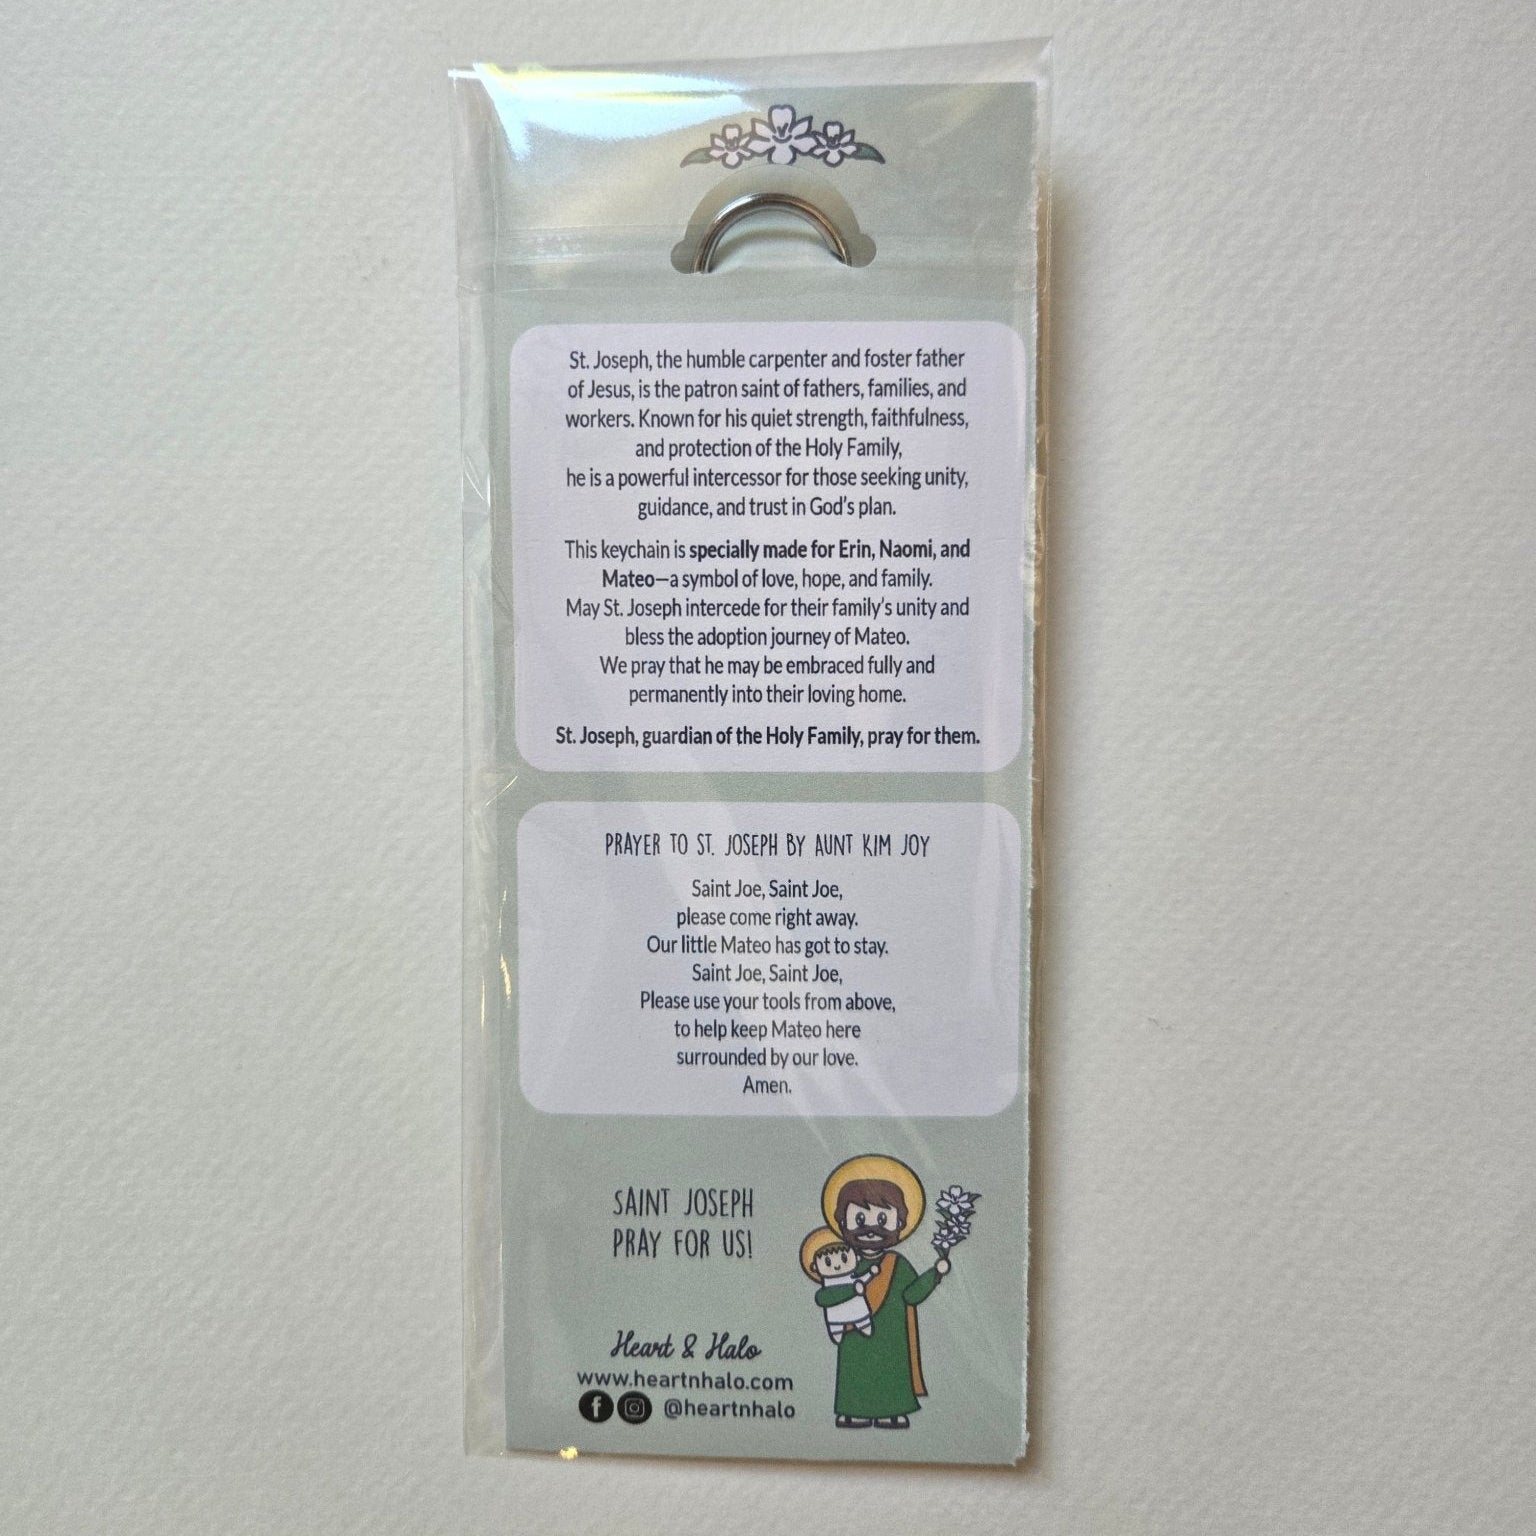 St. Joseph, the humble carpenter and foster father
of Jesus, is the patron saint of fathers, families, and
workers. Known for his quiet strength, faithfulness,
and protection of the Holy Family,
he is a powerful intercessor for those seeking unity,
guidance, and trust in God's plan.
This keychain is specially made for Erin, Naomi, and
Mateo—a symbol of love, hope, and family.
May St. Joseph intercede for their family's unity and
bless the adoption journey of Mateo.
We pray that he may be embraced fully and
permanently into their loving home.
St. Joseph, guardian of the Holy Family, pray for them.
PRAYER TO ST. JOSEPH BY AUNT KIM JOY
Saint Joe, Saint Joe,
please come right away.
Our little Mateo has got to stay.
Saint Joe, Saint Joe,
Please use your tools from above,
to help keep Mateo here
surrounded by our love.
Amen.
SAINT JOSEPH
PRAY FOR US!
Heart & Halo
www.heartnhalo.com
@heartnhalo